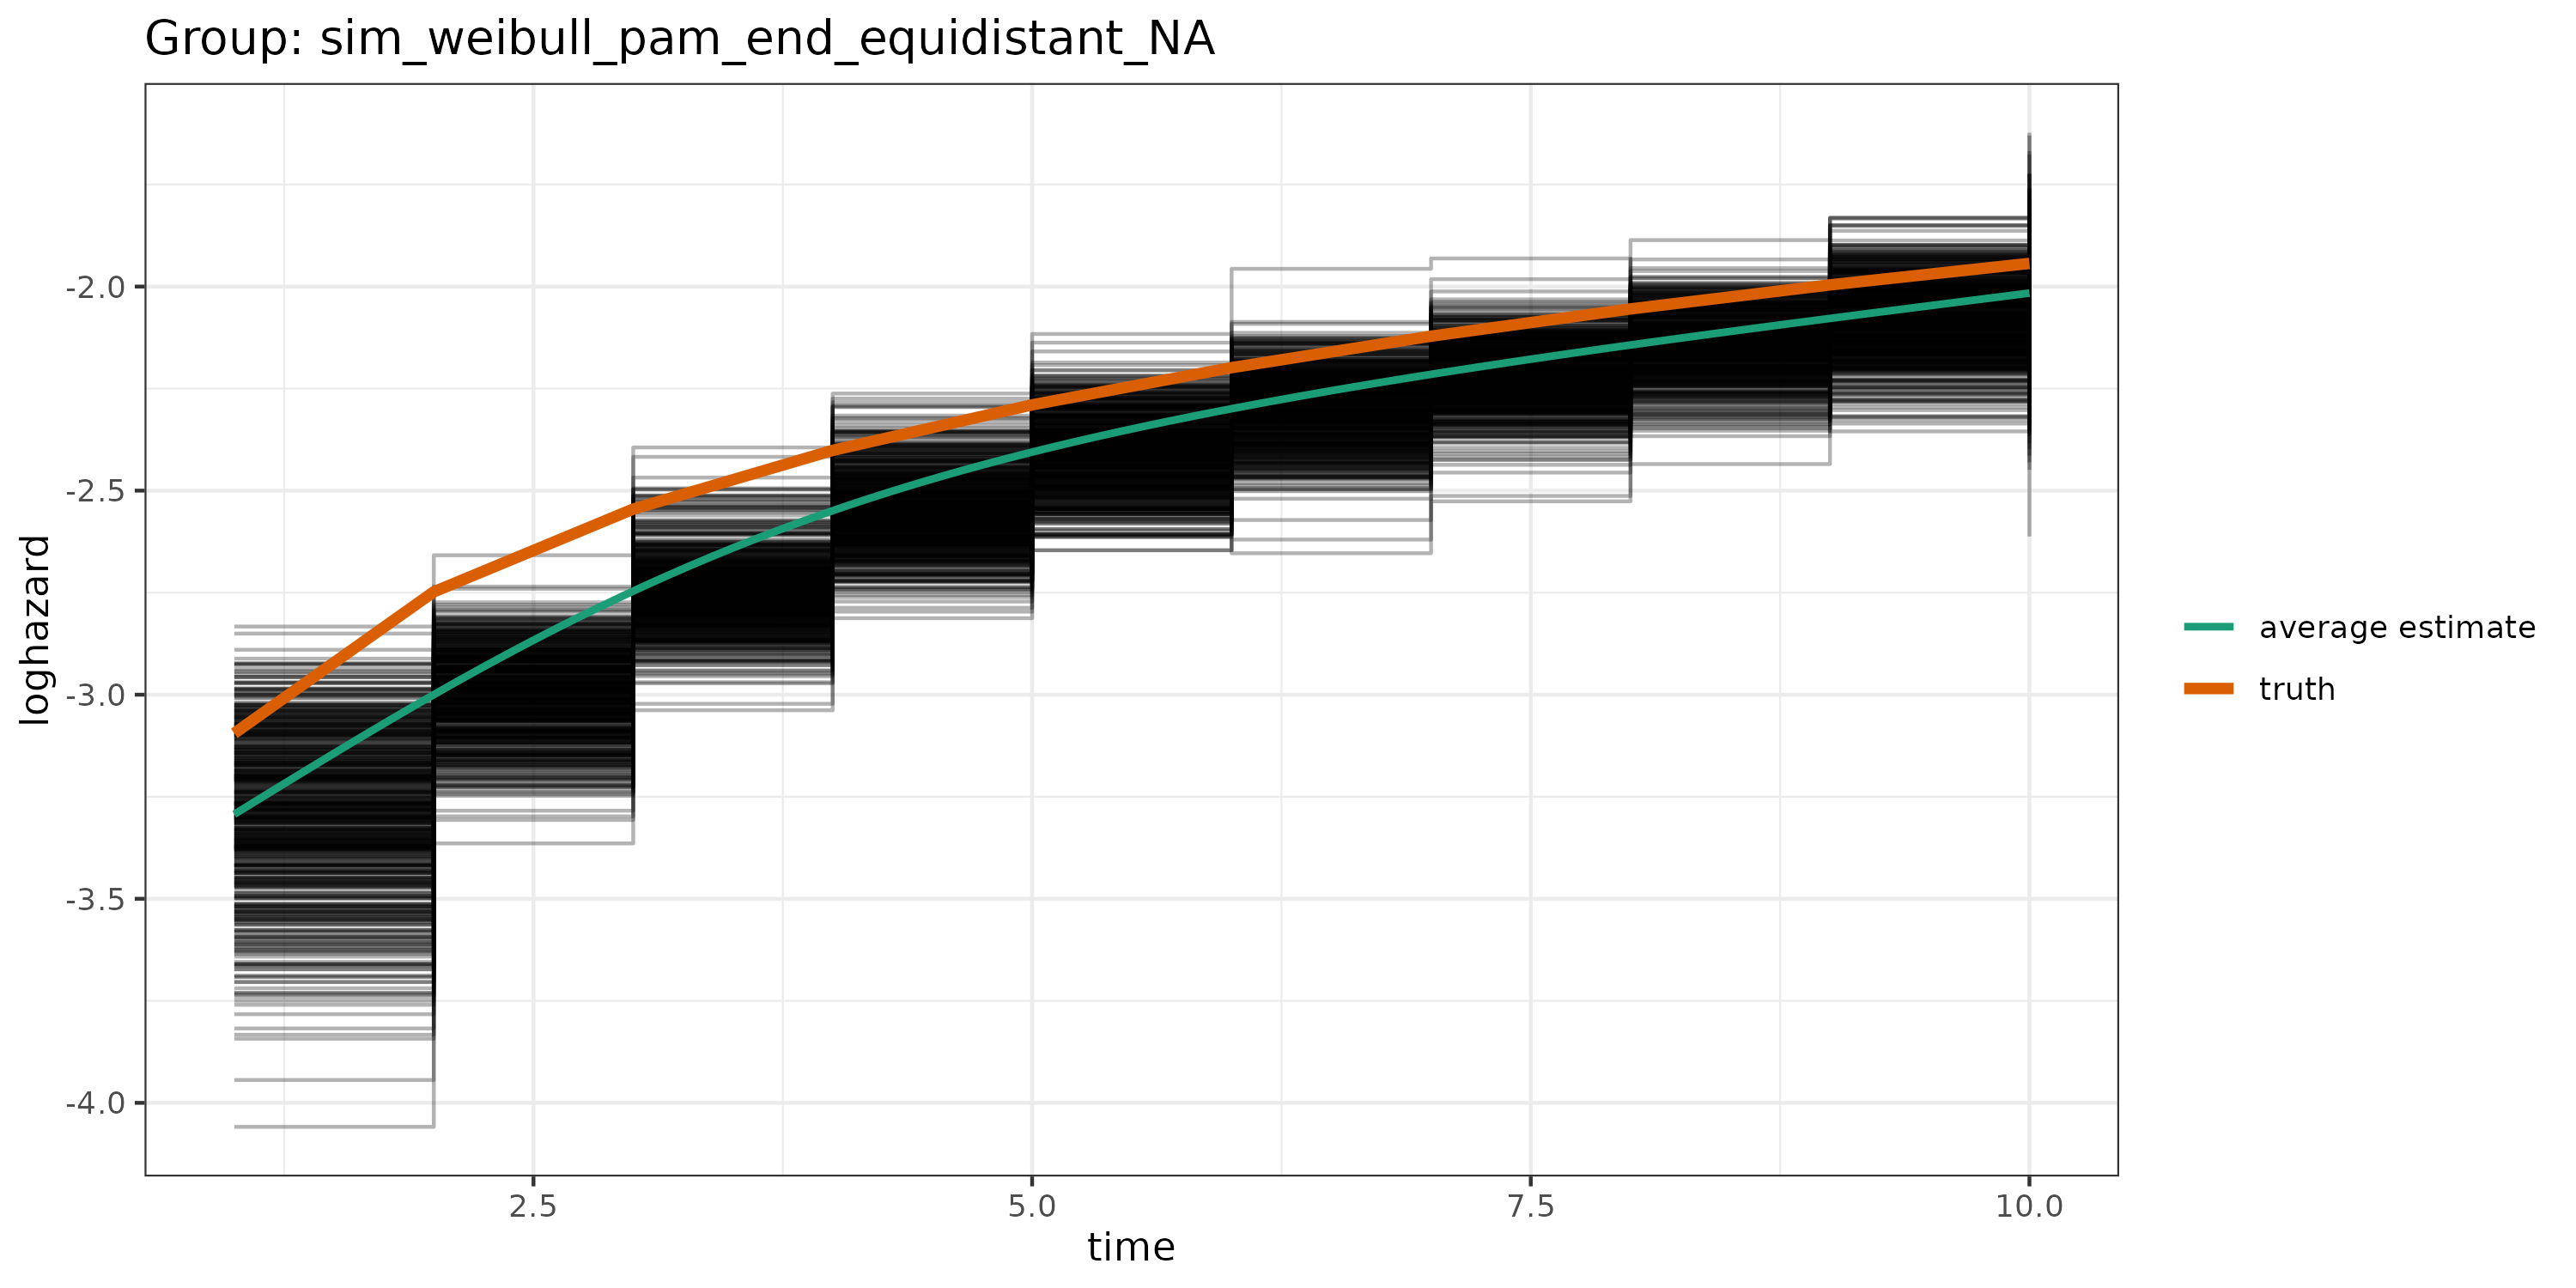 Group: sim_weibull_pam_end_equidistant_NA
loghazard
-2.0
-2.5
-3.0
-3.5
-4.0
2.5
5.0
7.5
10.0
time
average estimate
truth